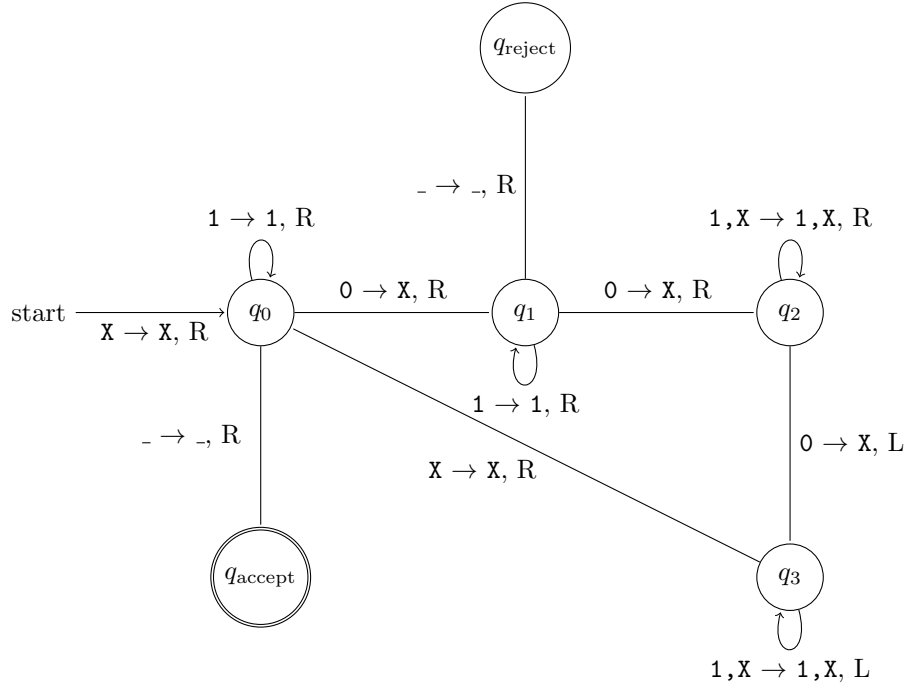 q_reject
_ → _, R
1 → 1, R
1,X → 1,X, R
start
X → X, R
q_0
0 → X, R
q_1
0 → X, R
q_2
1 → 1, R
_ → _, R
X → X, R
0 → X, L
q_accept
q_3
1,X → 1,X, L